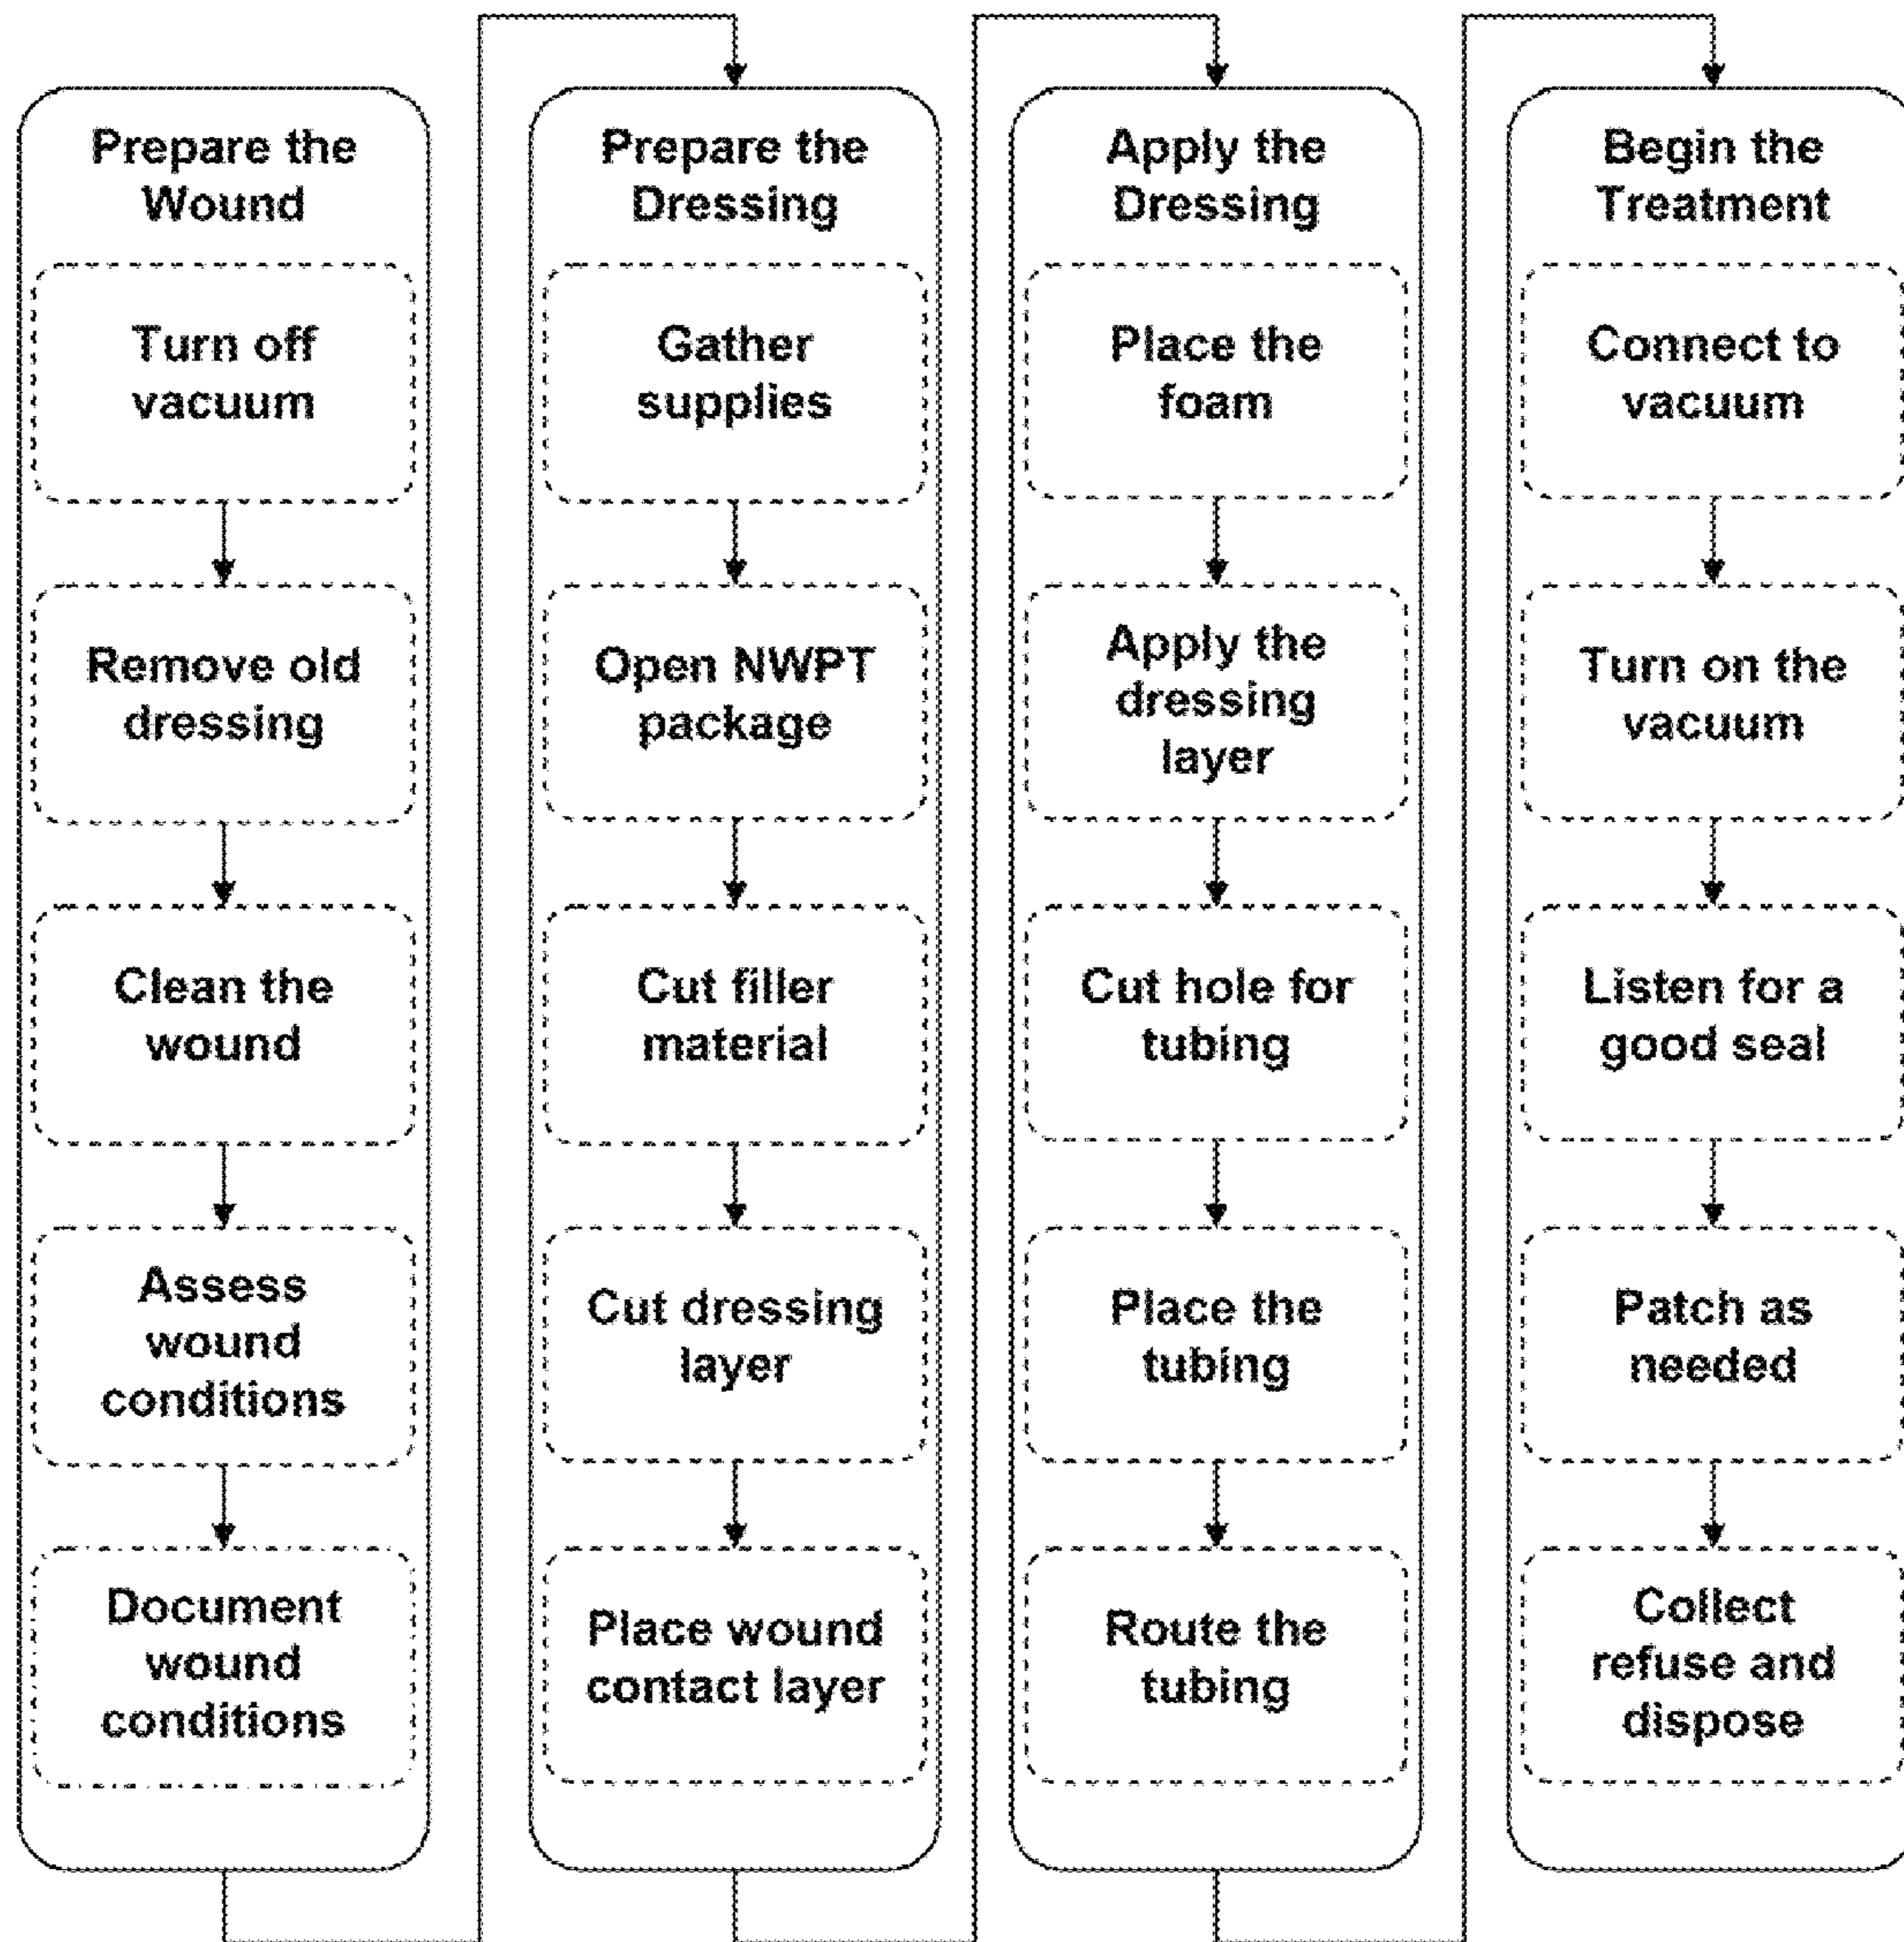 Prepare the
Wound
Turn off
vacuum
Remove old
dressing
Clean the
wound
Assess
wound
conditions
Document
wound
conditions
Prepare the
Dressing
Gather
supplies
Open NWPT
package
Cut filler
material
Cut dressing
layer
Place wound
contact layer
Apply the
Dressing
Place the
foam
Apply the
dressing
layer
Cut hole for
tubing
Place the
tubing
Route the
tubing
Begin the
Treatment
Connect to
vacuum
Turn on the
vacuum
Listen for a
good seal
Patch as
needed
Collect
refuse and
dispose